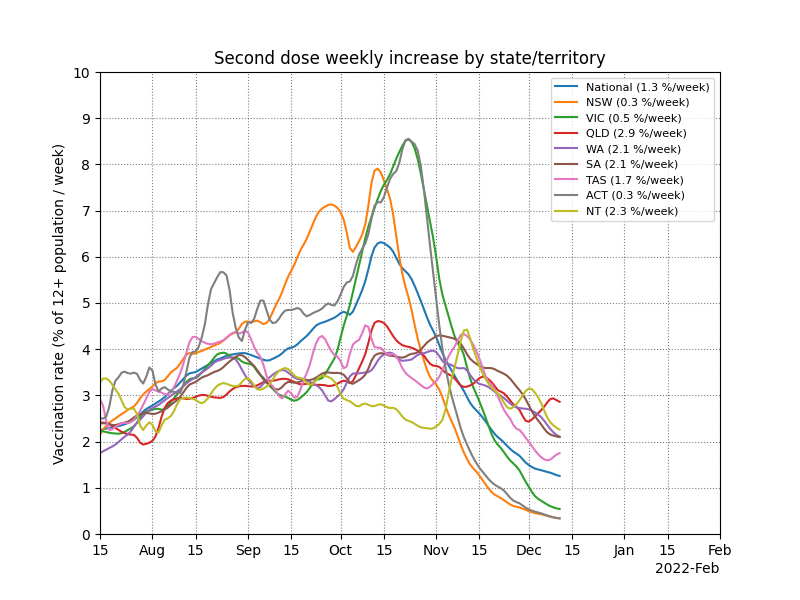 Second dose weekly increase by state/territory
Vaccination rate (% of 12+ population / week)
10
9
8
7
6
5
4
3
2
1
0
National (1.3 %/week)
NSW (0.3 %/week)
VIC (0.5 %/week)
QLD (2.9 %/week)
WA (2.1 %/week)
SA (2.1 %/week)
TAS (1.7 %/week)
ACT (0.3 %/week)
NT (2.3 %/week)
15 Aug 15 Sep 15 Oct 15 Nov 15 Dec 15 Jan 15 Feb
2022-Feb